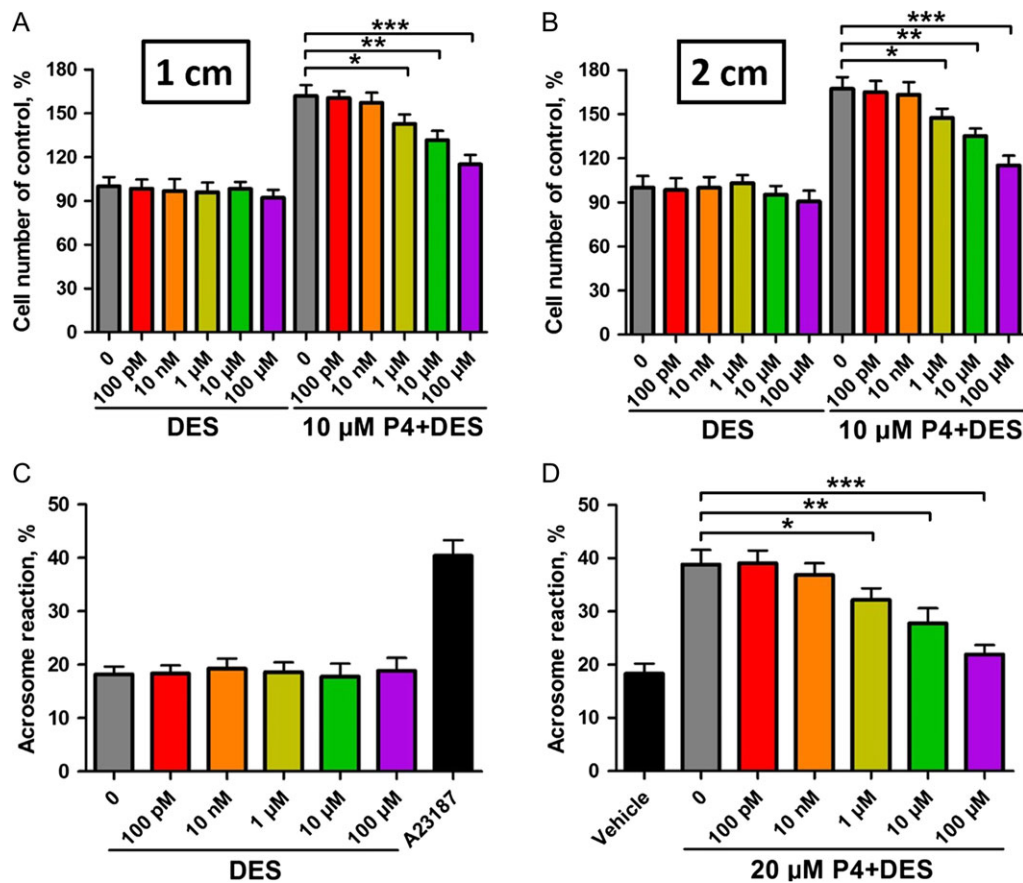 A
1 cm
***
**
*
Cell number of control, %
180
150
120
90
60
30
0
0
100 pM
10 nM
1 µM
10 µM
100 µM
0
100 pM
10 nM
1 µM
10 µM
100 µM
DES
10 µM P4+DES
B
2 cm
***
**
*
Cell number of control, %
180
150
120
90
60
30
0
0
100 pM
10 nM
1 µM
10 µM
100 µM
0
100 pM
10 nM
1 µM
10 µM
100 µM
DES
10 µM P4+DES
C
Acrosome reaction, %
50
40
30
20
10
0
0
100 pM
10 nM
1 µM
10 µM
100 µM
A23187
DES
D
***
**
*
Acrosome reaction, %
50
40
30
20
10
0
Vehicle
0
100 pM
10 nM
1 µM
10 µM
100 µM
20 µM P4+DES